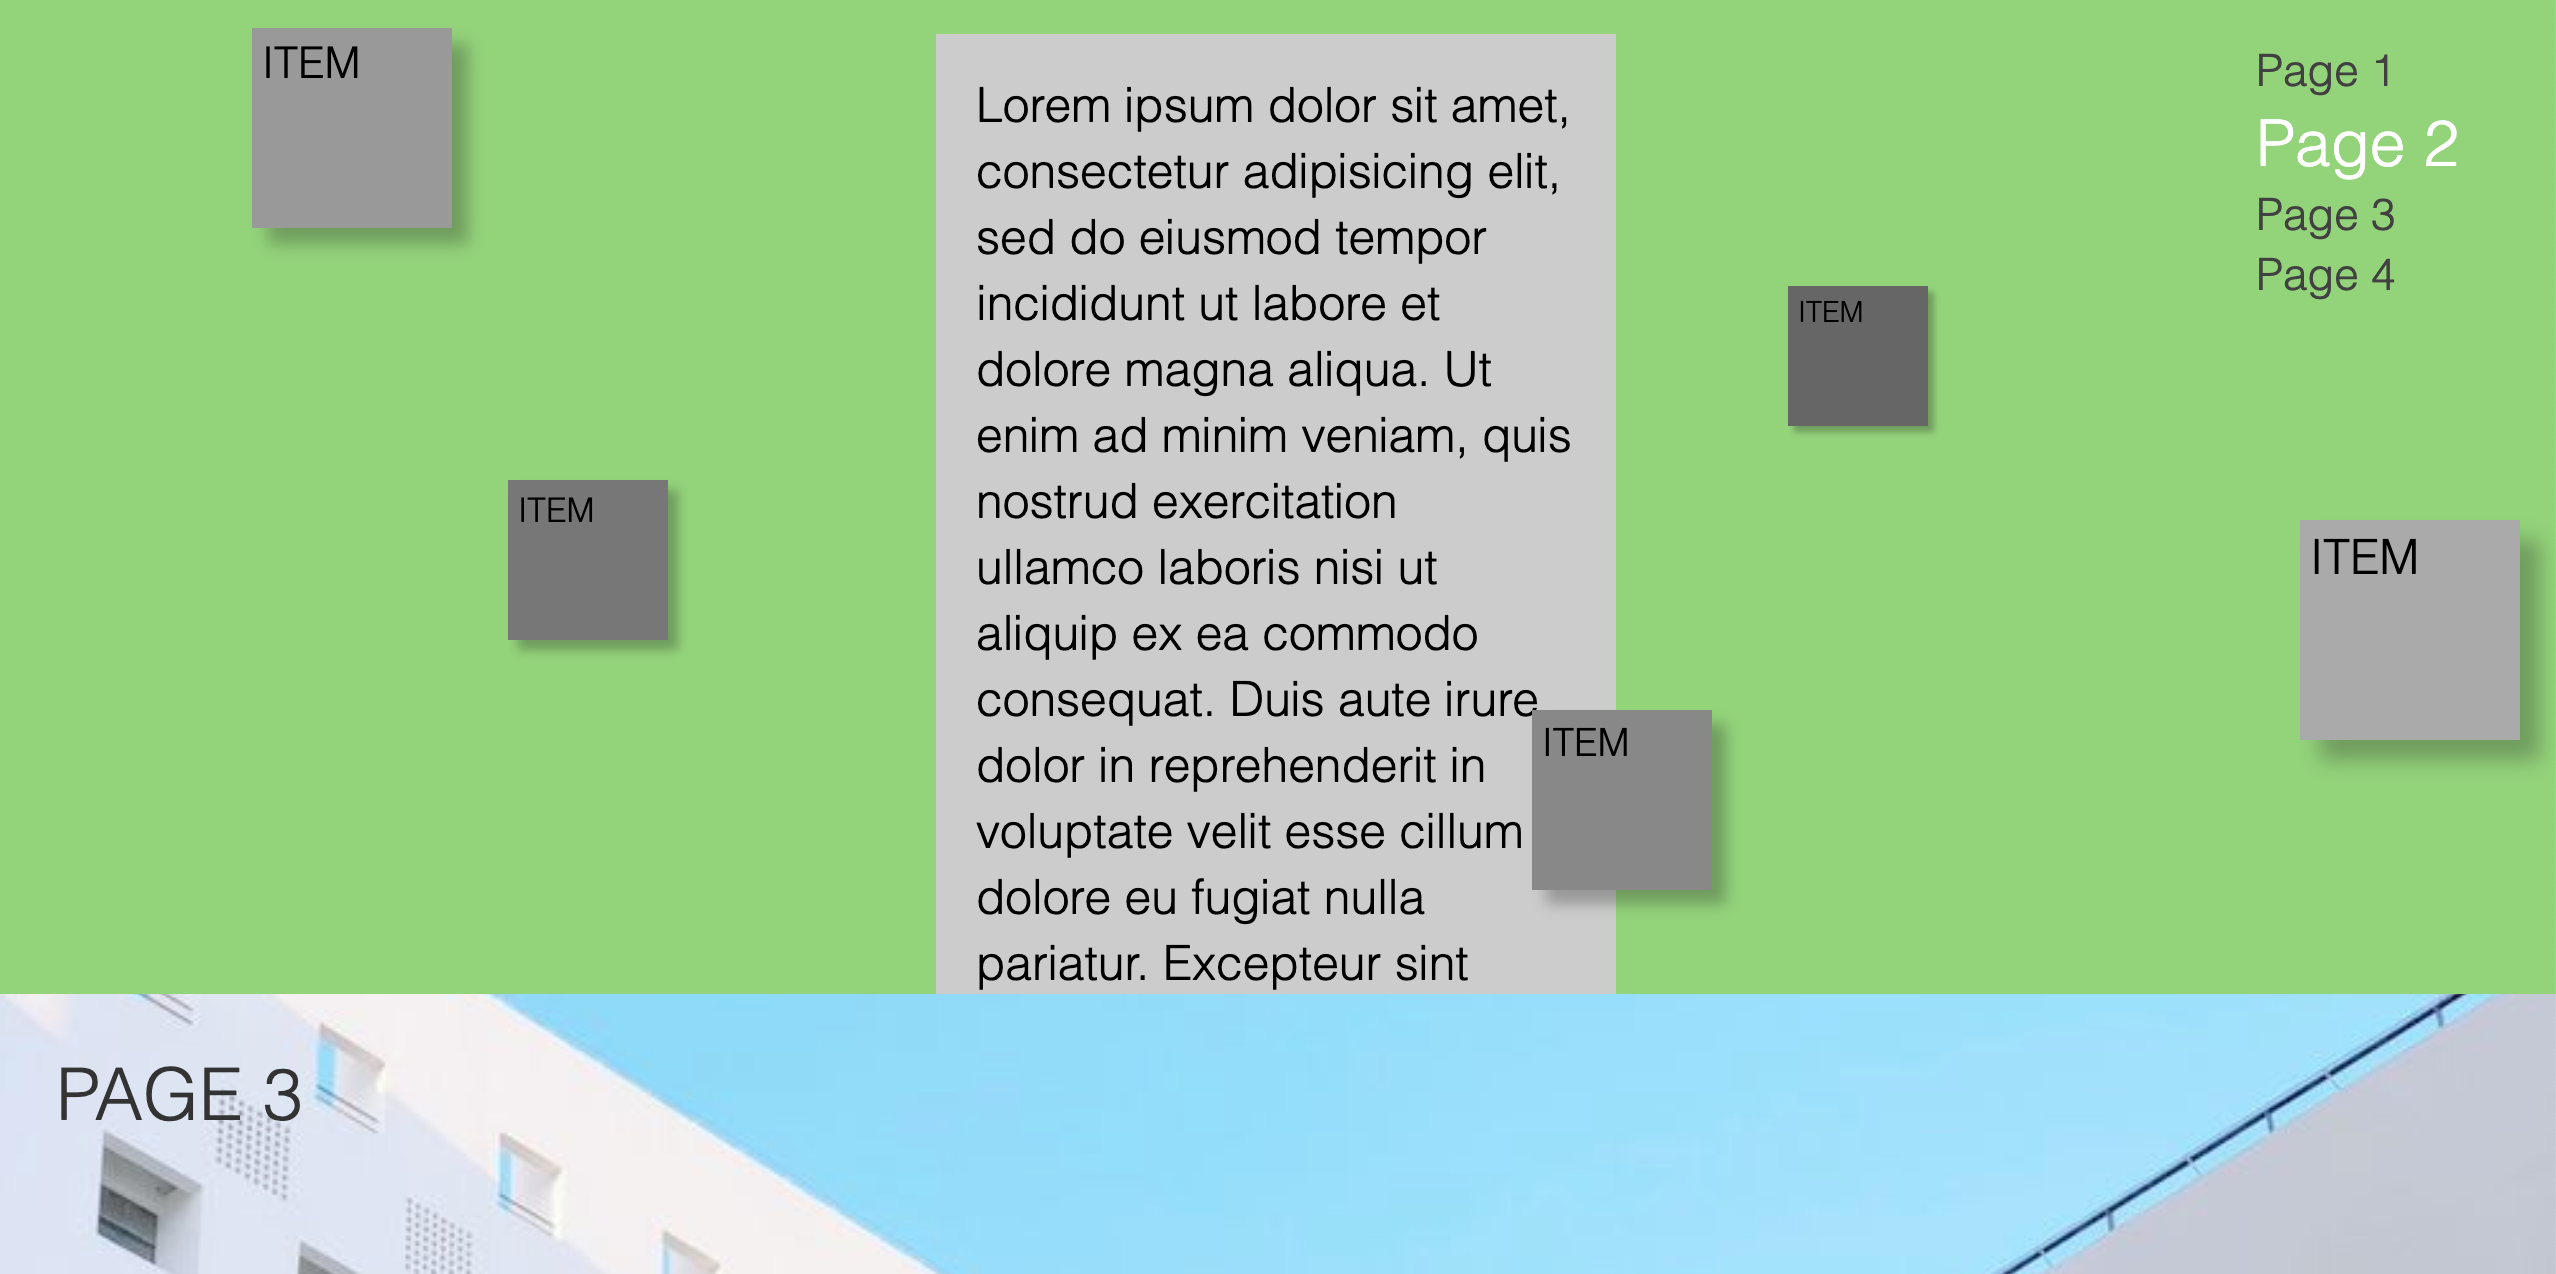 ITEM
Lorem ipsum dolor sit amet,
consectetur adipisicing elit,
sed do eiusmod tempor
incididunt ut labore et
dolore magna aliqua. Ut
enim ad minim veniam, quis
nostrud exercitation
ullamco laboris nisi ut
aliquip ex ea commodo
consequat. Duis aute irure
dolor in reprehenderit in
voluptate velit esse cillum
dolore eu fugiat nulla
pariatur. Excepteur sint
Page 1
Page 2
Page 3
Page 4
ITEM
ITEM
ITEM
ITEM
PAGE 3